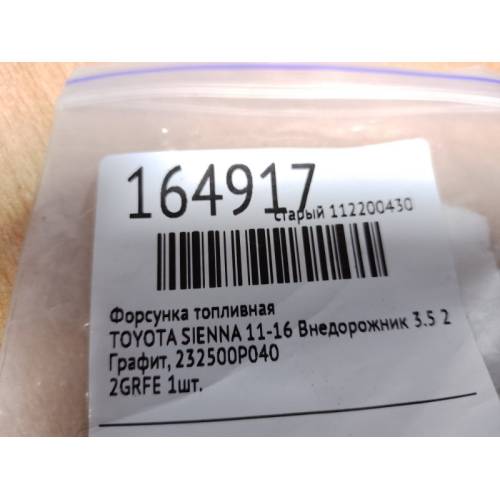 164917
старый 112200430
Форсунка топливная
TOYOTA SIENNA 11-16 Внедорожник 3.5 2
Графит, 232500P040
2GRFE 1шт.